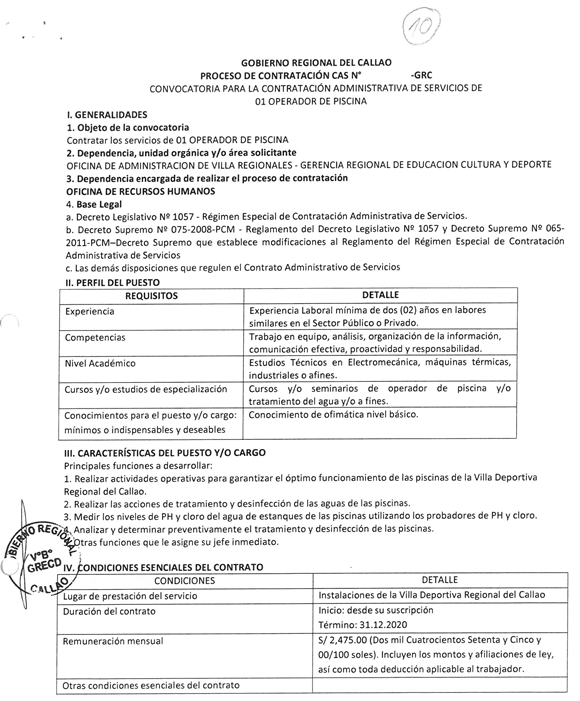 10
GOBIERNO REGIONAL DEL CALLAO
PROCESO DE CONTRATACIÓN CAS N° -GRC
CONVOCATORIA PARA LA CONTRATACIÓN ADMINISTRATIVA DE SERVICIOS DE
01 OPERADOR DE PISCINA
I. GENERALIDADES
1. Objeto de la convocatoria
Contratar los servicios de 01 OPERADOR DE PISCINA
2. Dependencia, unidad orgánica y/o área solicitante
OFICINA DE ADMINISTRACION DE VILLA REGIONALES - GERENCIA REGIONAL DE EDUCACION CULTURA Y DEPORTE
3. Dependencia encargada de realizar el proceso de contratación
OFICINA DE RECURSOS HUMANOS
4. Base Legal
a. Decreto Legislativo Nº 1057 - Régimen Especial de Contratación Administrativa de Servicios.
b. Decreto Supremo Nº 075-2008-PCM - Reglamento del Decreto Legislativo Nº 1057 y Decreto Supremo Nº 065-
2011-PCM–Decreto Supremo que establece modificaciones al Reglamento del Régimen Especial de Contratación
Administrativa de Servicios
c. Las demás disposiciones que regulen el Contrato Administrativo de Servicios
II. PERFIL DEL PUESTO
REQUISITOS DETALLE
Experiencia Experiencia Laboral mínima de dos (02) años en labores
similares en el Sector Público o Privado.
Competencias Trabajo en equipo, análisis, organización de la información,
comunicación efectiva, proactividad y responsabilidad.
Nivel Académico Estudios Técnicos en Electromecánica, máquinas térmicas,
industriales o afines.
Cursos y/o estudios de especialización Cursos y/o seminarios de operador de piscina y/o
tratamiento del agua y/o a fines.
Conocimientos para el puesto y/o cargo: Conocimiento de ofimática nivel básico.
mínimos o indispensables y deseables
III. CARACTERÍSTICAS DEL PUESTO Y/O CARGO
Principales funciones a desarrollar:
1. Realizar actividades operativas para garantizar el óptimo funcionamiento de las piscinas de la Villa Deportiva
Regional del Callao.
2. Realizar las acciones de tratamiento y desinfección de las aguas de las piscinas.
3. Medir los niveles de PH y cloro del agua de estanques de las piscinas utilizando los probadores de PH y cloro.
4. Analizar y determinar preventivamente el tratamiento y desinfección de las piscinas.
Otras funciones que le asigne su jefe inmediato.
V°B°
GRECD
CALLAO
IV. CONDICIONES ESENCIALES DEL CONTRATO
CONDICIONES DETALLE
Lugar de prestación del servicio Instalaciones de la Villa Deportiva Regional del Callao
Duración del contrato Inicio: desde su suscripción
Término: 31.12.2020
Remuneración mensual S/ 2,475.00 (Dos mil Cuatrocientos Setenta y Cinco y
00/100 soles). Incluyen los montos y afiliaciones de ley,
así como toda deducción aplicable al trabajador.
Otras condiciones esenciales del contrato